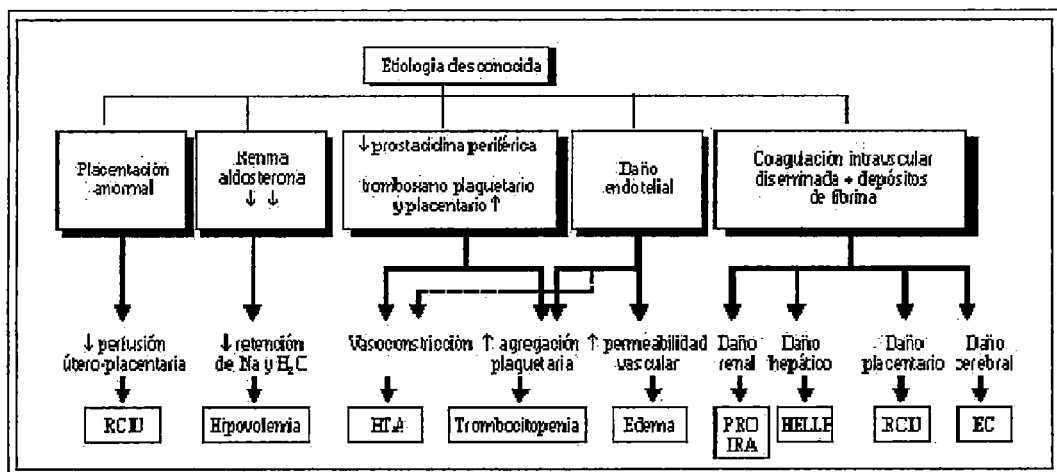 Etiología desconocida
Placentación
anormal
Renina
aldosterona
↓ ↓
↓ prostaciclina periférica
tromboxano plaquetario
y placentario ↑
Daño
endotelial
Coagulación intravascular
diseminada + depósitos
de fibrina
↓ perfusión
útero-placentaria
↓ retención
de Na y H₂O
Vasoconstricción
↑ agregación
plaquetaria
↑ permeabilidad
vascular
Daño
renal
Daño
hepático
Daño
placentario
Daño
cerebral
RCIU
Hipovolemia
HTA
Trombocitopenia
Edema
PRO
IRA
HELLP
RCIU
EC